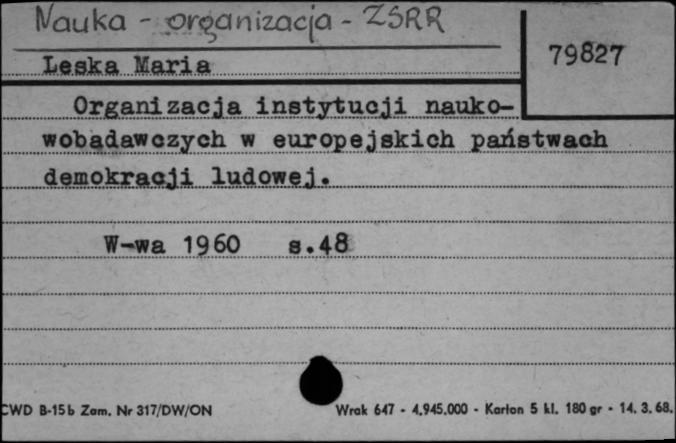 Nauka - organizacja - ZSRR
79827
Leska Maria
Organizacja instytucji nauko-
wobadawczych w europejskich państwach
demokracji ludowej.
W-wa 1960 s.48
CWD B-15b Zam. Nr 317/DW/ON Wrak 647 - 4.945.000 - Karton 5 kl. 180 gr - 14. 3. 68.